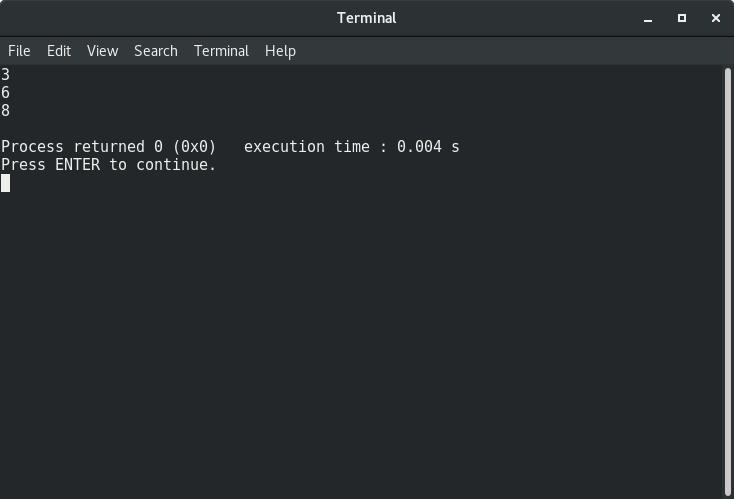 Terminal
File Edit View Search Terminal Help
3
6
8
Process returned 0 (0x0)   execution time : 0.004 s
Press ENTER to continue.